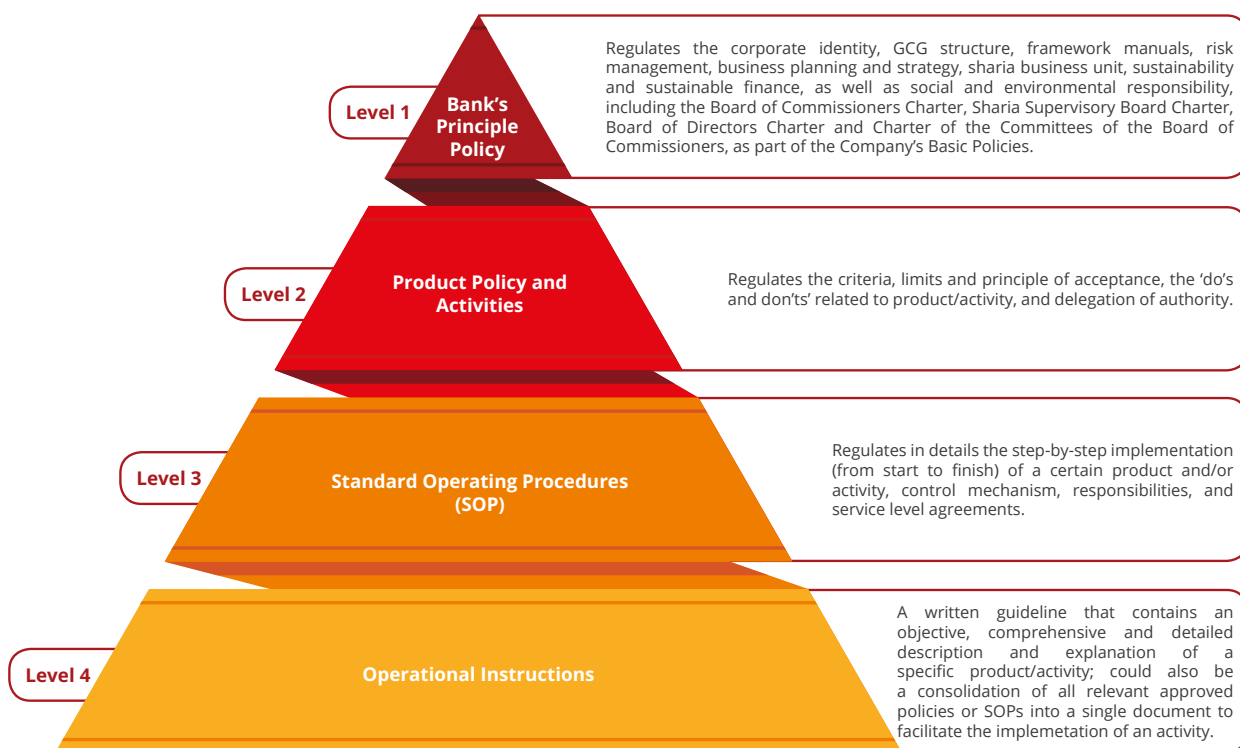 Level 1
Bank's
Principle
Policy
Regulates the corporate identity, GCG structure, framework manuals, risk
management, business planning and strategy, sharia business unit, sustainability
and sustainable finance, as well as social and environmental responsibility,
including the Board of Commissioners Charter, Sharia Supervisory Board Charter,
Board of Directors Charter and Charter of the Committees of the Board of
Commissioners, as part of the Company's Basic Policies.
Level 2
Product Policy and
Activities
Regulates the criteria, limits and principle of acceptance, the ‘do's
and don'ts' related to product/activity, and delegation of authority.
Level 3
Standard Operating Procedures
(SOP)
Regulates in details the step-by-step implementation
(from start to finish) of a certain product and/or
activity, control mechanism, responsibilities, and
service level agreements.
Level 4
Operational Instructions
A written guideline that contains an
objective, comprehensive and detailed
description and explanation of a
specific product/activity; could also be
a consolidation of all relevant approved
policies or SOPs into a single document to
facilitate the implemetation of an activity.